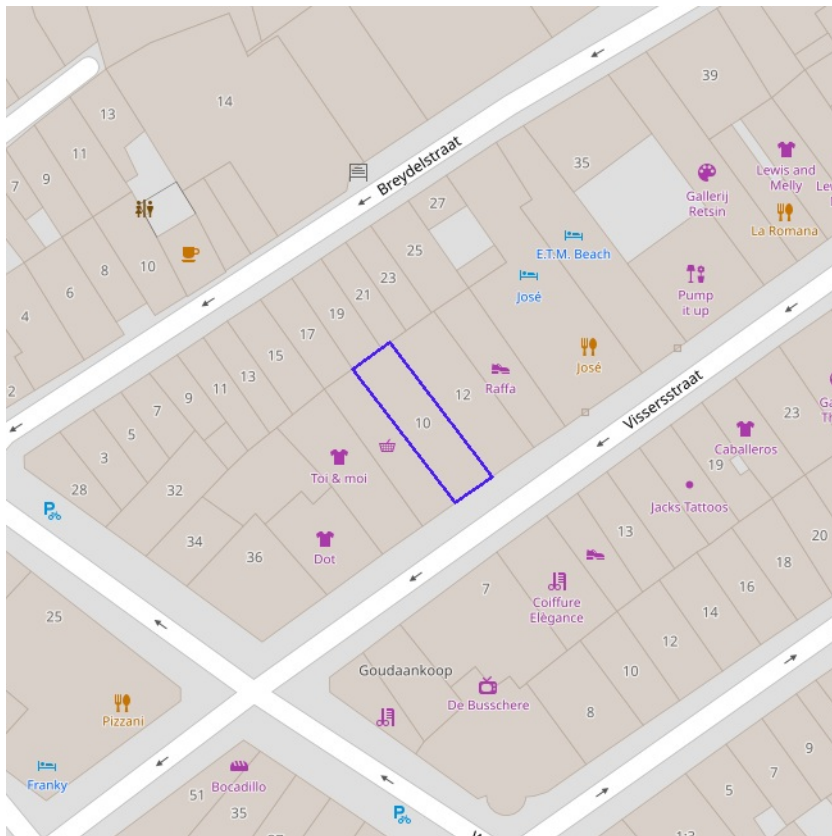 39
14
13
11
7
9
35
Lewis and
Melly
Gallerij
Retsin
La Romana
Breydelstraat
27
25
23
21
19
17
15
13
11
9
7
5
3
10
8
6
4
2
E.T.M. Beach
José
Pump
it up
José
Raffa
12
10
Vissersstraat
Toi & moi
Dot
28
32
34
36
23
Caballeros
19
Jacks Tattoos
13
20
18
16
14
12
10
8
7
Coiffure
Elègance
Goudaankoop
De Busschere
25
Pizzani
Franky
Bocadillo
51
35
9
7
5